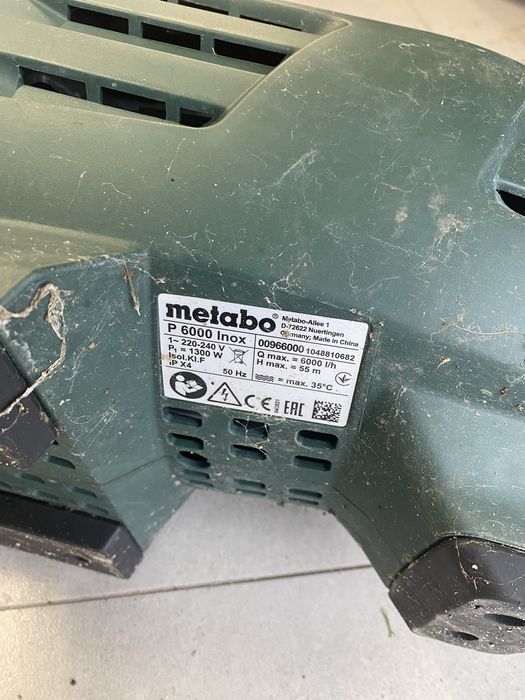 metabo®
Metabo-Allee 1
D-72622 Nuertingen
Germany; Made in China
P 6000 Inox
00966000 1048810682
1~ 220-240 V
Q max. = 6000 l/h
P₁ = 1300 W
H max. = 55 m
Isol.Kl.F
50 Hz
= max. 35°C
IP X4
CE
EAC